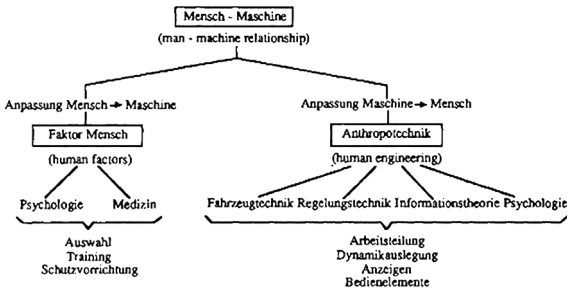 Mensch - Maschine
(man - machine relationship)
Anpassung Mensch → Maschine
Anpassung Maschine → Mensch
Faktor Mensch
Anthropotechnik
(human factors)
(human engineering)
Psychologie Medizin
Fahrzeugtechnik Regelungstechnik Informationstheorie Psychologie
Auswahl
Training
Schutzvorrichtung
Arbeitsteilung
Dynamikauslegung
Anzeigen
Bedienelemente